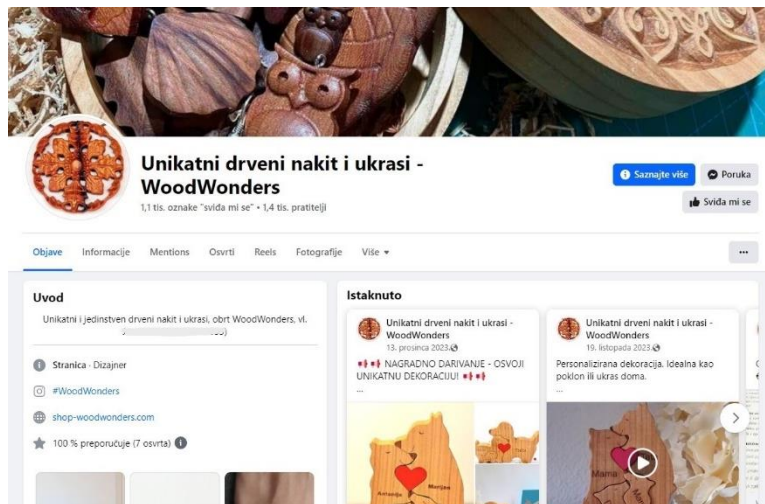 Unikatni drveni nakit i ukrasi -
WoodWonders
1,1 tis. oznake "sviđa mi se" • 1,4 tis. pratitelji
Saznajte više
Poruka
Sviđa mi se
Objave
Informacije
Mentions
Osvrti
Reels
Fotografije
Više
Uvod
Unikatni i jedinstven drveni nakit i ukrasi, obrt WoodWonders, vl.
Stranica · Dizajner
#WoodWonders
shop-woodwonders.com
100 % preporučuje (7 osvrta)
Istaknuto
Unikatni drveni nakit i ukrasi -
WoodWonders
13. prosinca 2023.
NAGRADNO DARIVANJE - OSVOJI
UNIKATNU DEKORACIJU!
...
Unikatni drveni nakit i ukrasi -
WoodWonders
19. listopada 2023.
Personalizirana dekoracija. Idealna kao
poklon ili ukras doma.
...
Mama